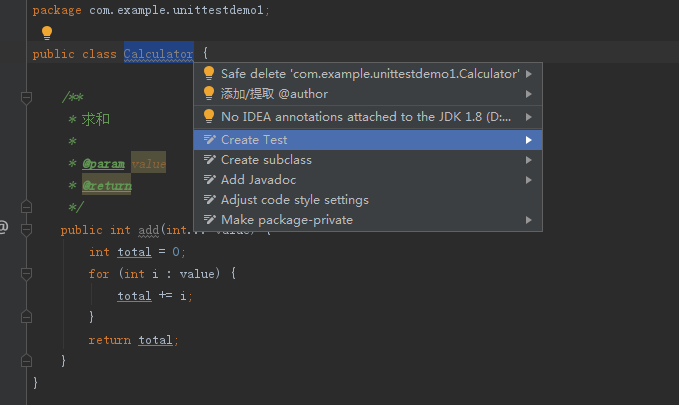 package com.example.unittestdemo1;
public class Calculator {
Safe delete 'com.example.unittestdemo1.Calculator'
添加/提取 @author
No IDEA annotations attached to the JDK 1.8 (D:...
Create Test
Create subclass
Add Javadoc
Adjust code style settings
Make package-private
/**
* 求和
*
* @param value
* @return
*/
@
public int add(int... value) {
int total = 0;
for (int i : value) {
total += i;
}
return total;
}
}